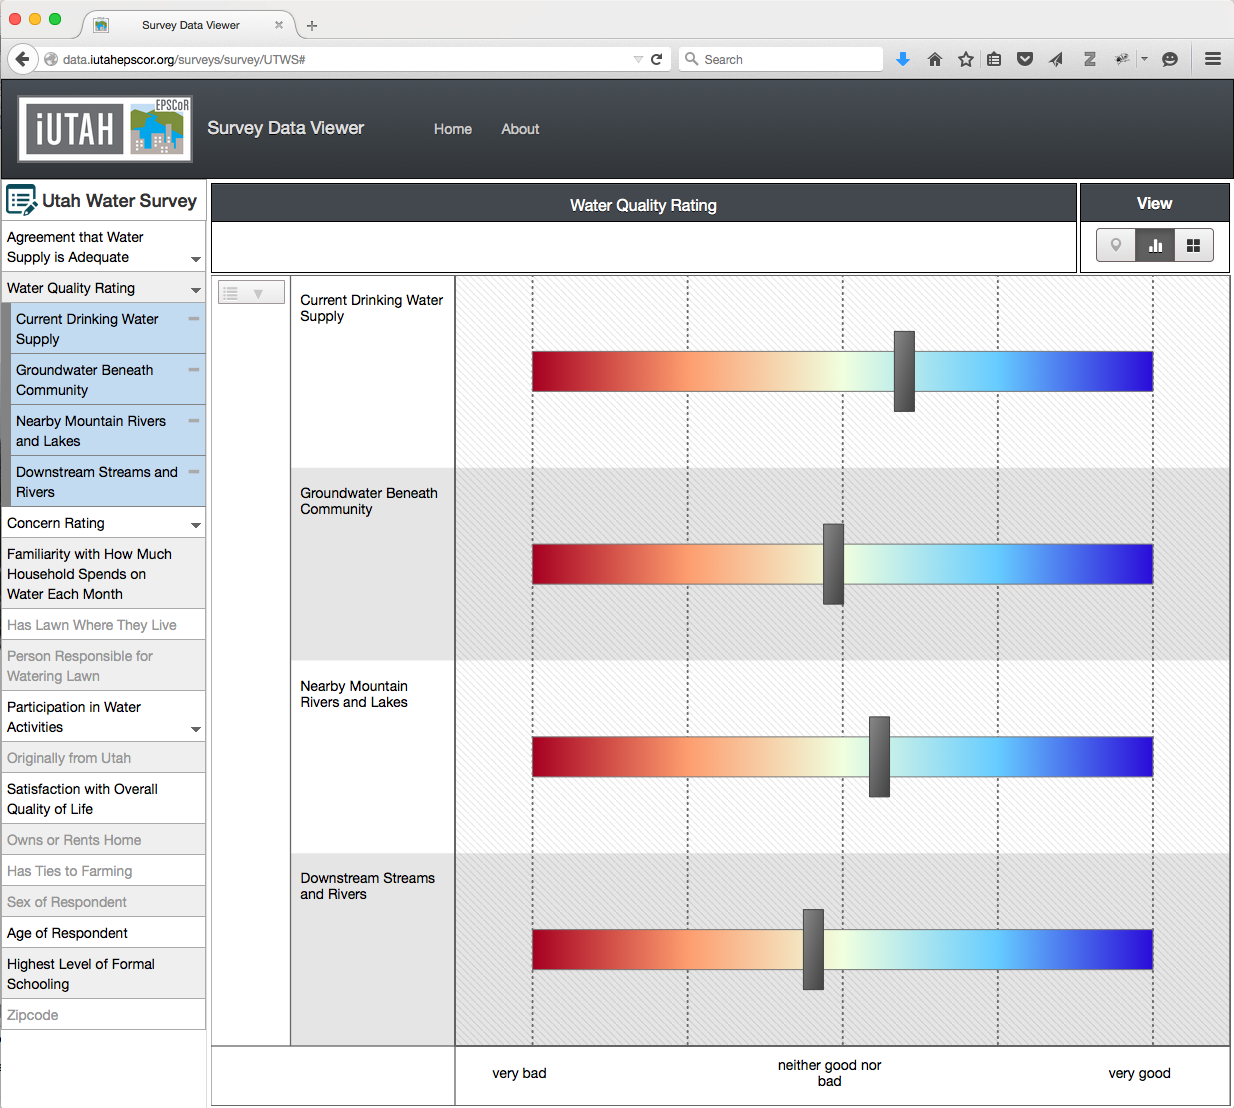 Survey Data Viewer
data.iutahepscor.org/surveys/survey/UTWS#
Search
iUTAH
EPSCoR
Survey Data Viewer
Home
About
Utah Water Survey
Agreement that Water
Supply is Adequate
Water Quality Rating
Current Drinking Water
Supply
Groundwater Beneath
Community
Nearby Mountain Rivers
and Lakes
Downstream Streams and
Rivers
Concern Rating
Familiarity with How Much
Household Spends on
Water Each Month
Has Lawn Where They Live
Person Responsible for
Watering Lawn
Participation in Water
Activities
Originally from Utah
Satisfaction with Overall
Quality of Life
Owns or Rents Home
Has Ties to Farming
Sex of Respondent
Age of Respondent
Highest Level of Formal
Schooling
Zipcode
Water Quality Rating
View
Current Drinking Water
Supply
Groundwater Beneath
Community
Nearby Mountain
Rivers and Lakes
Downstream Streams
and Rivers
very bad
neither good nor
bad
very good